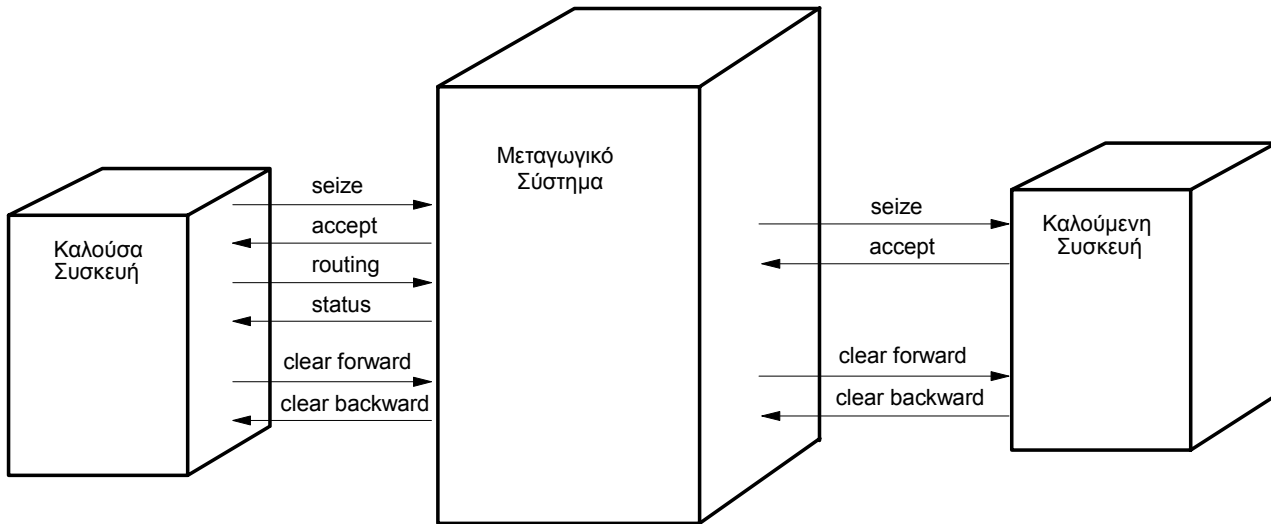 Καλούσα
Συσκευή
seize
accept
routing
status
clear forward
clear backward
Μεταγωγικό
Σύστημα
seize
accept
clear forward
clear backward
Καλούμενη
Συσκευή